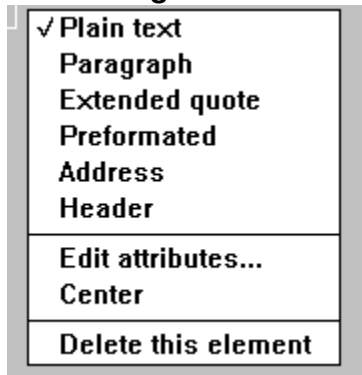 ✓ Plain text
Paragraph
Extended quote
Preformated
Address
Header
Edit attributes...
Center
Delete this element